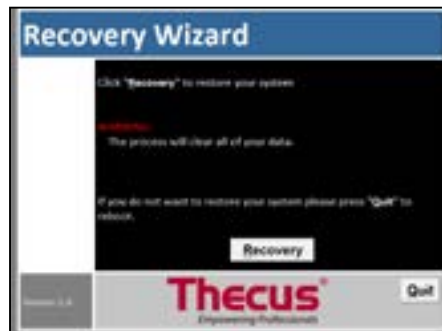 Recovery Wizard
Click "Recovery" to restore your system
WARNING:
The process will clear all of your data.
If you do not want to restore your system please press "Quit" to
reboot.
Recovery
Thecus®
Empowering Professionals
Quit